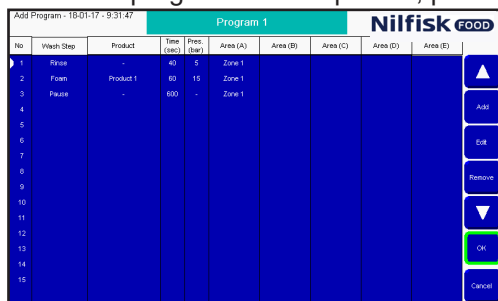 Add Program - 18-01-17 - 9:31:47
Program 1
Nilfisk FOOD
No Wash Step Product Time (sec) Pres. (bar) Area (A) Area (B) Area (C) Area (D) Area (E)
1 Rinse - 40 5 Zone 1
2 Foam Product 1 60 15 Zone 1
3 Pause - 600 - Zone 1
4
5
6
7
8
9
10
11
12
13
14
15
Add
Edit
Remove
OK
Cancel